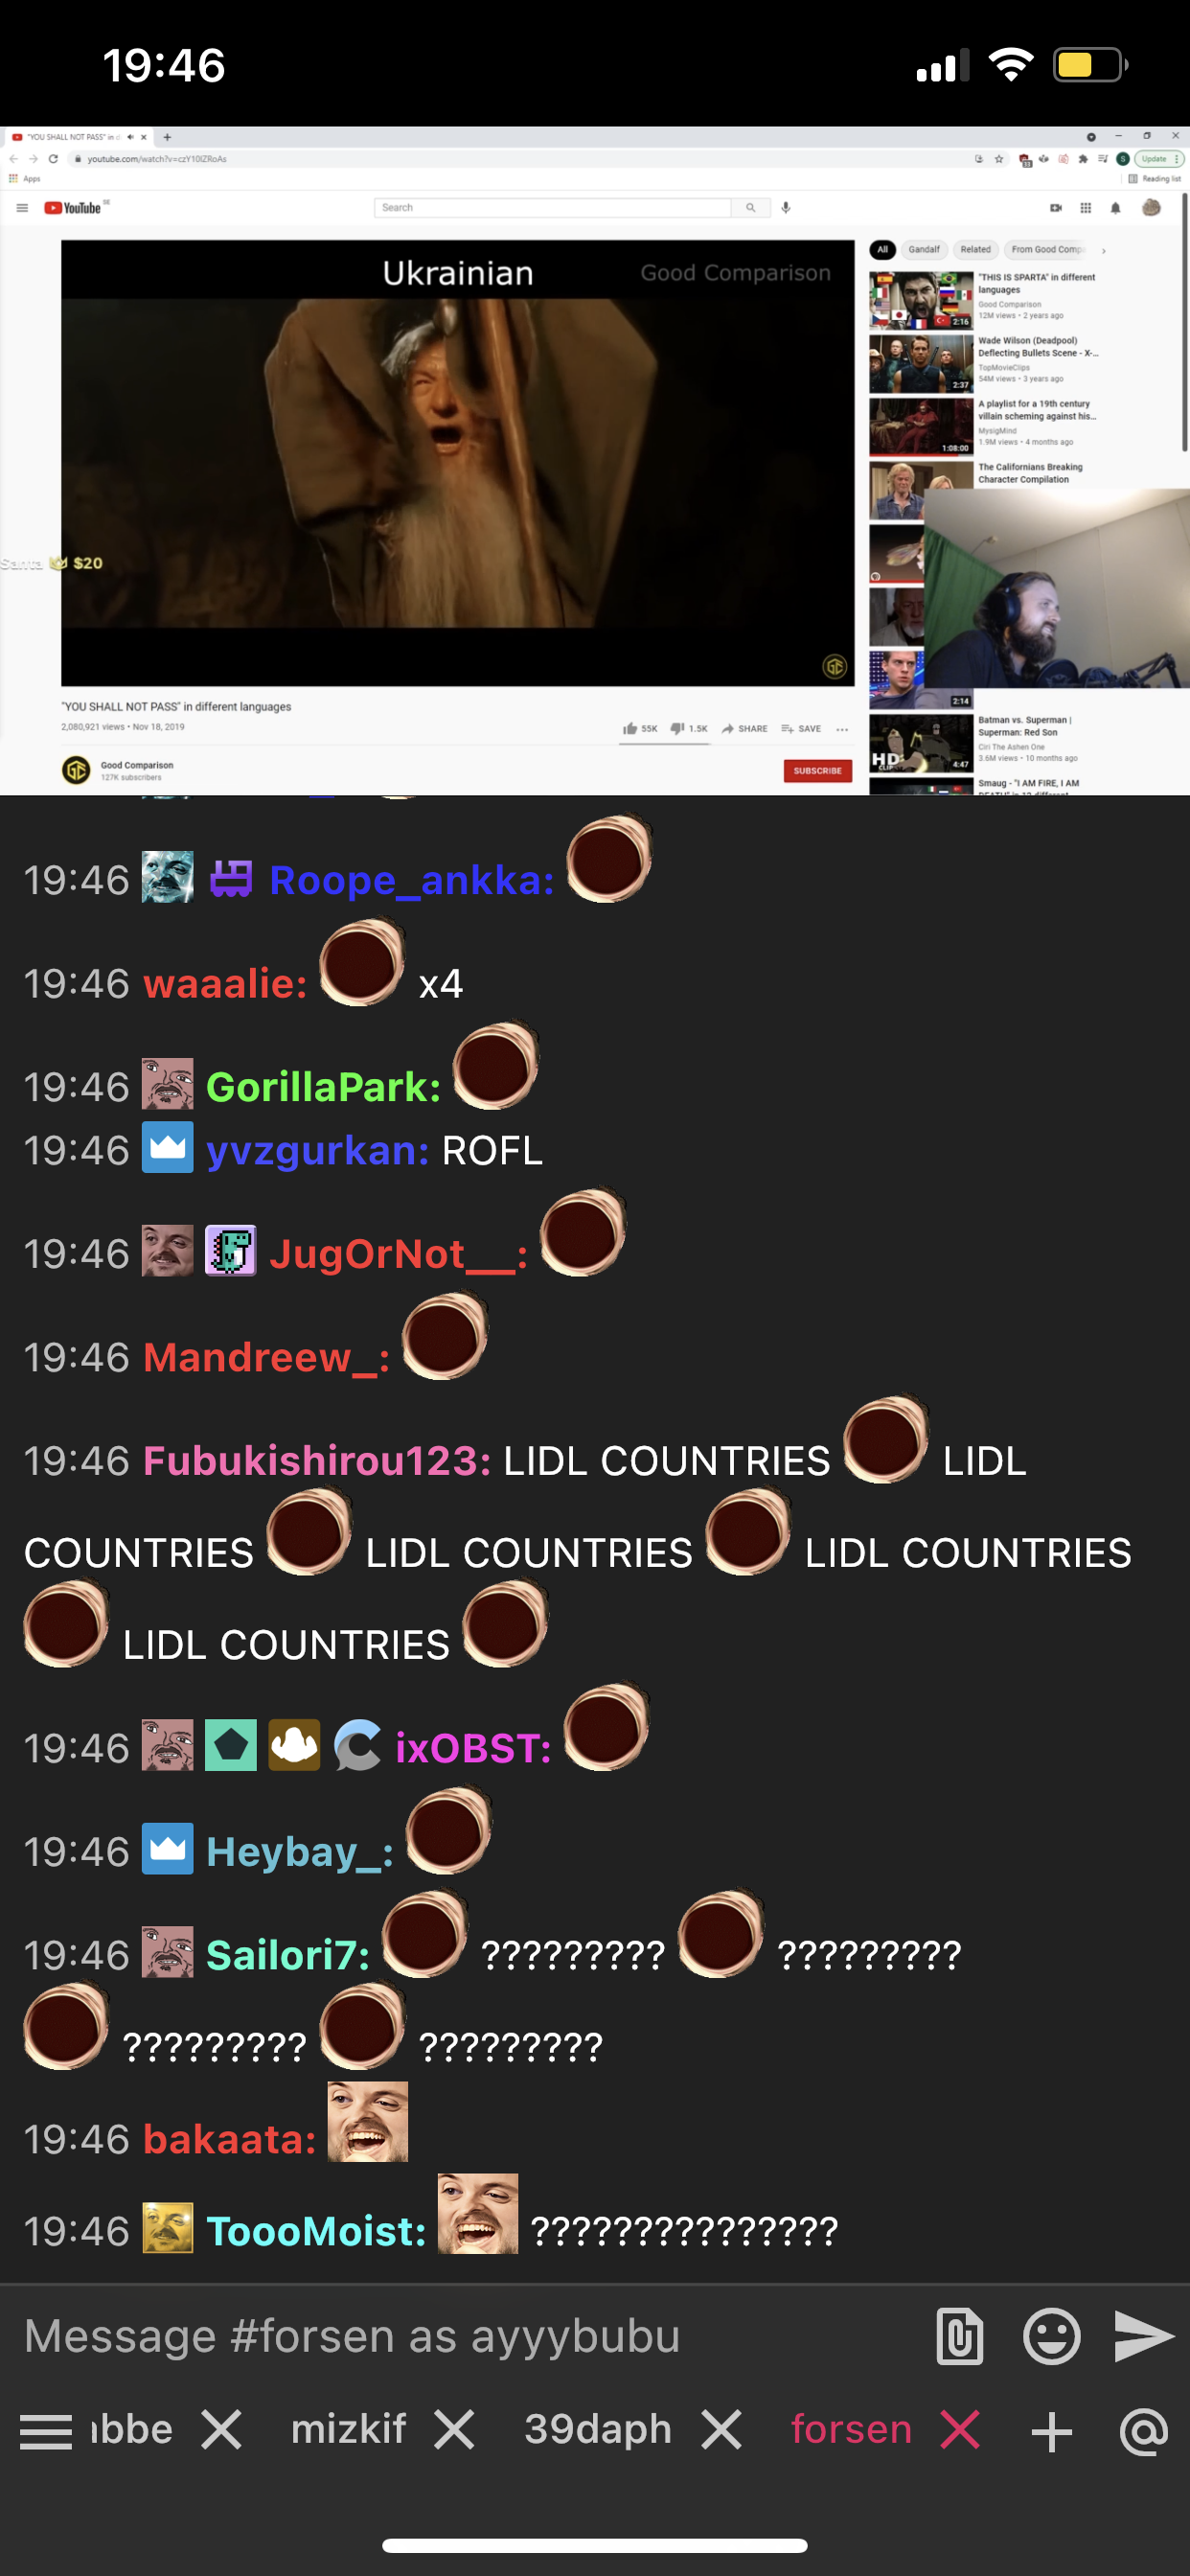 19:46
"YOU SHALL NOT PASS" in d
youtube.com/watch?v=czY10IZRoAs
Update
Apps
Reading list
YouTube SE
Search
Ukrainian
Good Comparison
Santa $20
"YOU SHALL NOT PASS" in different languages
2,080,921 views • Nov 18, 2019
55K 1.5K SHARE SAVE
Good Comparison
127K subscribers
SUBSCRIBE
All Gandalf Related From Good Comp
"THIS IS SPARTA" in different
languages
Good Comparison
12M views • 2 years ago
2:16
Wade Wilson (Deadpool)
Deflecting Bullets Scene - X-...
TopMovieClips
54M views • 3 years ago
2:37
A playlist for a 19th century
villain scheming against his...
MysigMind
1.9M views • 4 months ago
1:08:00
The Californians Breaking
Character Compilation
2:14
Batman vs. Superman |
Superman: Red Son
Ciri The Ashen One
3.6M views • 10 months ago
HD
4:47
Smaug - "I AM FIRE, I AM
DEATH" in 12 different
19:46 Roope_ankka:
19:46 waaalie: x4
19:46 GorillaPark:
19:46 yvzgurkan: ROFL
19:46 JugOrNot__:
19:46 Mandreew_:
19:46 Fubukishirou123: LIDL COUNTRIES LIDL
COUNTRIES LIDL COUNTRIES LIDL COUNTRIES
LIDL COUNTRIES
19:46 ixOBST:
19:46 Heybay_:
19:46 Sailori7: ????????? ?????????
????????? ?????????
19:46 bakaata:
19:46 ToooMoist: ???????????????
Message #forsen as ayyybubu
bbe mizkif 39daph forsen